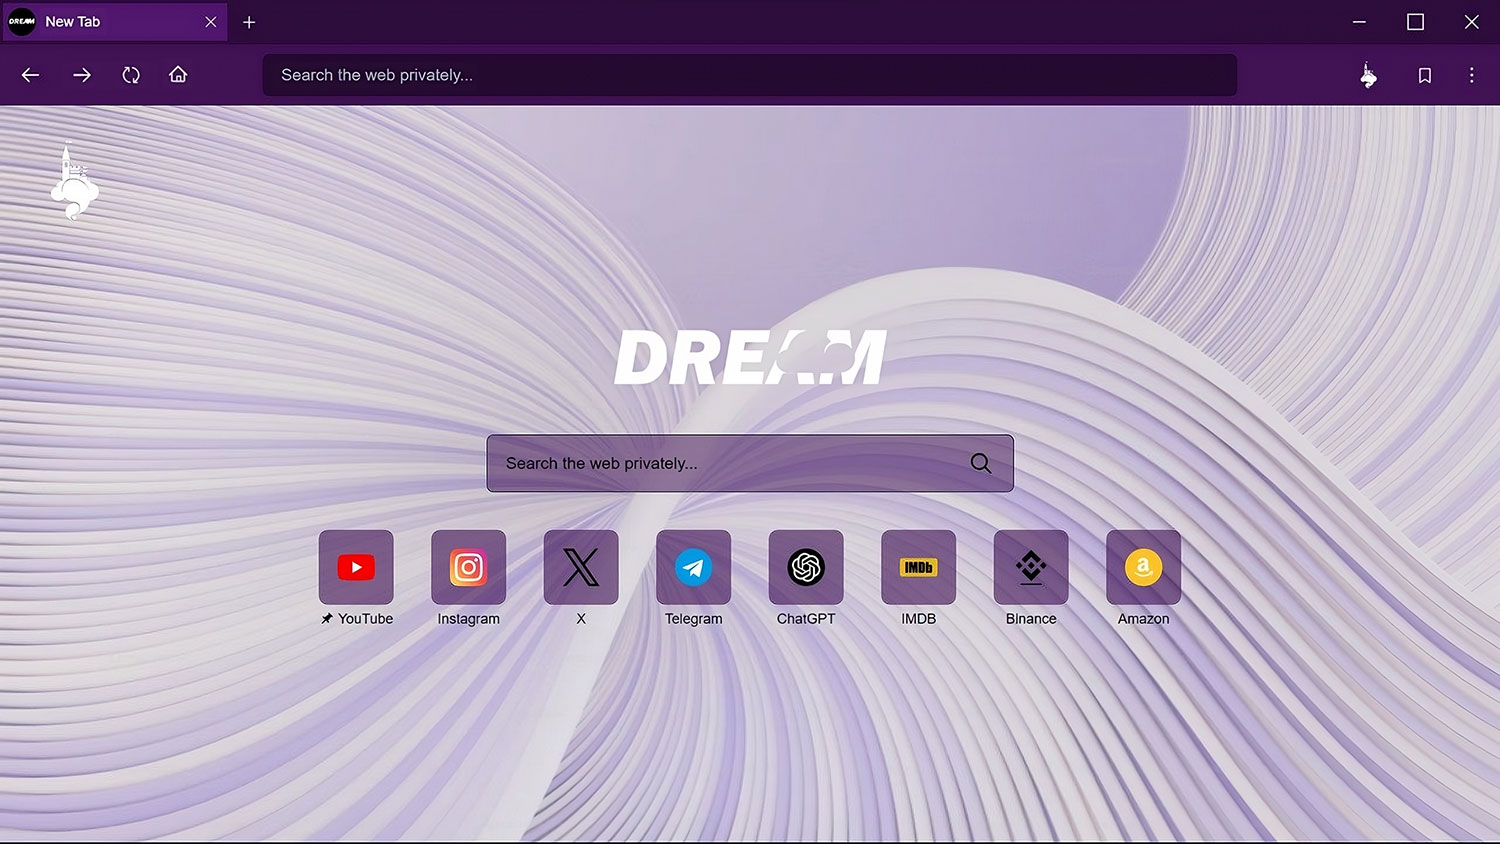 DREAM New Tab
Search the web privately...
DREAM
Search the web privately...
IMDb a
YouTube Instagram X Telegram ChatGPT IMDB Binance Amazon